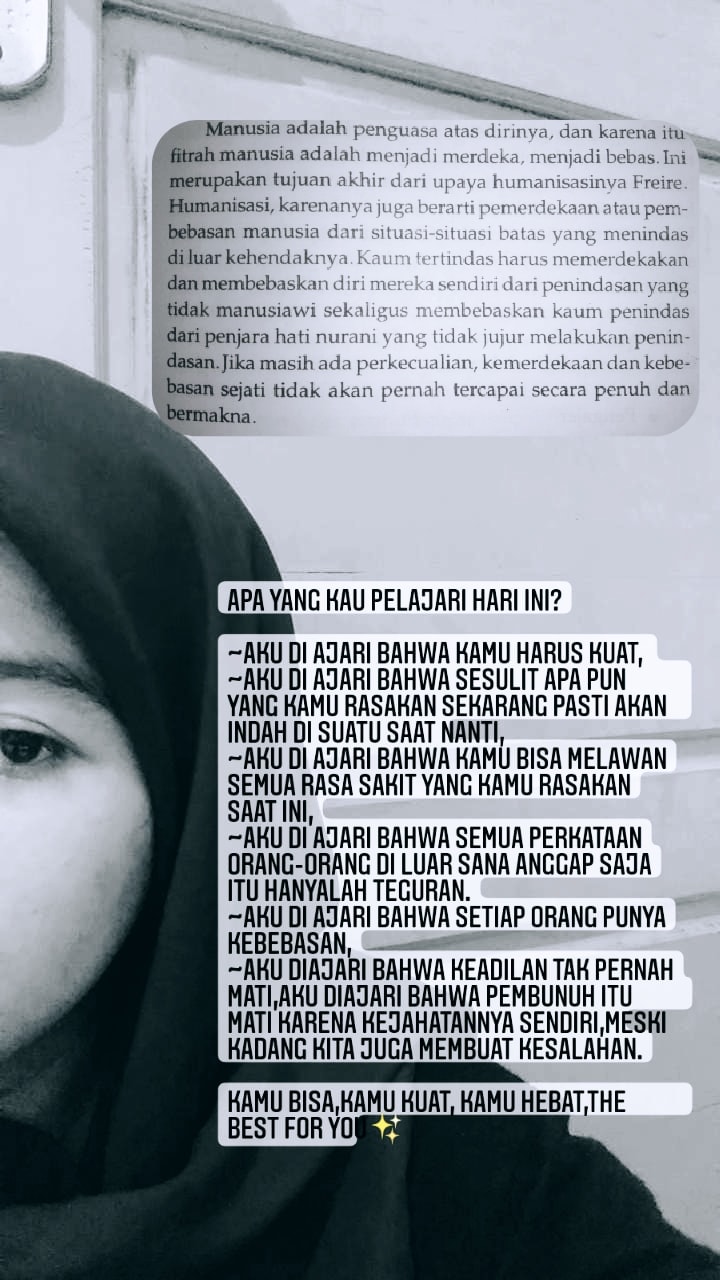 Manusia adalah penguasa atas dirinya, dan karena itu
fitrah manusia adalah menjadi merdeka, menjadi bebas. Ini
merupakan tujuan akhir dari upaya humanisasinya Freire.
Humanisasi, karenanya juga berarti pemerdekaan atau pem-
bebasan manusia dari situasi-situasi batas yang menindas
di luar kehendaknya. Kaum tertindas harus memerdekakan
dan membebaskan diri mereka sendiri dari penindasan yang
tidak manusiawi sekaligus membebaskan kaum penindas
dari penjara hati nurani yang tidak jujur melakukan penin-
dasan. Jika masih ada perkecualian, kemerdekaan dan kebe-
basan sejati tidak akan pernah tercapai secara penuh dan
bermakna.
APA YANG KAU PELAJARI HARI INI?
~AKU DI AJARI BAHWA KAMU HARUS KUAT,
~AKU DI AJARI BAHWA SESULIT APA PUN
YANG KAMU RASAKAN SEKARANG PASTI AKAN
INDAH DI SUATU SAAT NANTI,
~AKU DI AJARI BAHWA KAMU BISA MELAWAN
SEMUA RASA SAKIT YANG KAMU RASAKAN
SAAT INI,
~AKU DI AJARI BAHWA SEMUA PERKATAAN
ORANG-ORANG DI LUAR SANA ANGGAP SAJA
ITU HANYALAH TEGURAN.
~AKU DI AJARI BAHWA SETIAP ORANG PUNYA
KEBEBASAN,
~AKU DIAJARI BAHWA KEADILAN TAK PERNAH
MATI,AKU DIAJARI BAHWA PEMBUNUH ITU
MATI KARENA KEJAHATANNYA SENDIRI,MESKI
KADANG KITA JUGA MEMBUAT KESALAHAN.
KAMU BISA,KAMU KUAT, KAMU HEBAT,THE
BEST FOR YOU ✨